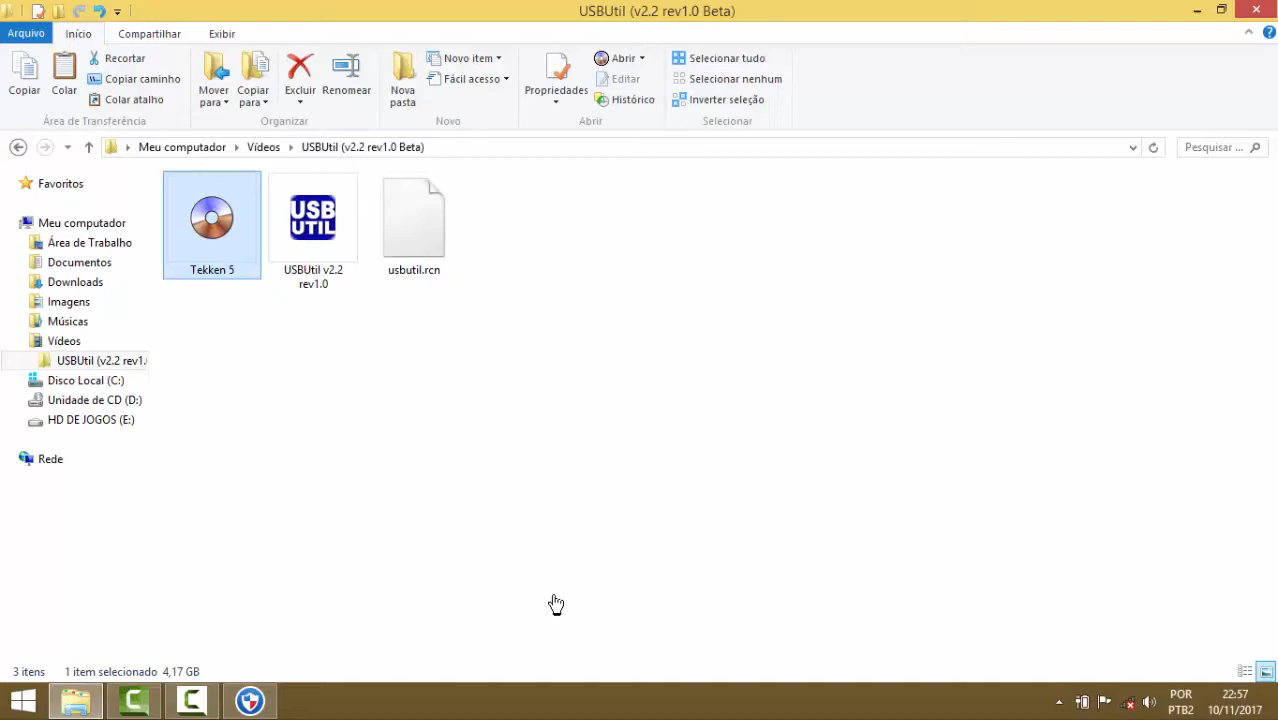 USBUtil (v2.2 rev1.0 Beta)
Arquivo
Início
Compartilhar
Exibir
Copiar
Colar
Recortar
Copiar caminho
Colar atalho
Mover para
Copiar para
Excluir
Renomear
Nova pasta
Novo item
Fácil acesso
Propriedades
Abrir
Editar
Histórico
Selecionar tudo
Selecionar nenhum
Inverter seleção
Área de Transferência
Organizar
Novo
Abrir
Selecionar
Meu computador
Vídeos
USBUtil (v2.2 rev1.0 Beta)
Pesquisar ...
Favoritos
Meu computador
Área de Trabalho
Documentos
Downloads
Imagens
Músicas
Vídeos
USBUtil (v2.2 rev1.
Disco Local (C:)
Unidade de CD (D:)
HD DE JOGOS (E:)
Rede
Tekken 5
USB
UTIL
USBUtil v2.2
rev1.0
usbutil.rcn
3 itens
1 item selecionado 4,17 GB
POR
PTB2
22:57
10/11/2017